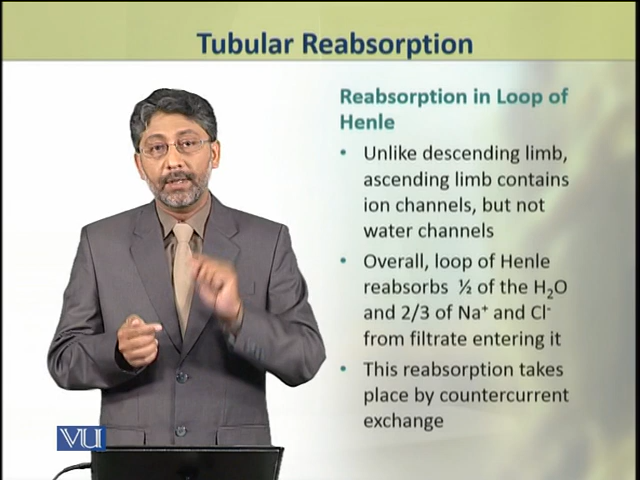 Tubular Reabsorption
Reabsorption in Loop of
Henle
• Unlike descending limb,
ascending limb contains
ion channels, but not
water channels
• Overall, loop of Henle
reabsorbs ½ of the H₂O
and 2/3 of Na⁺ and Cl⁻
from filtrate entering it
• This reabsorption takes
place by countercurrent
exchange
VU